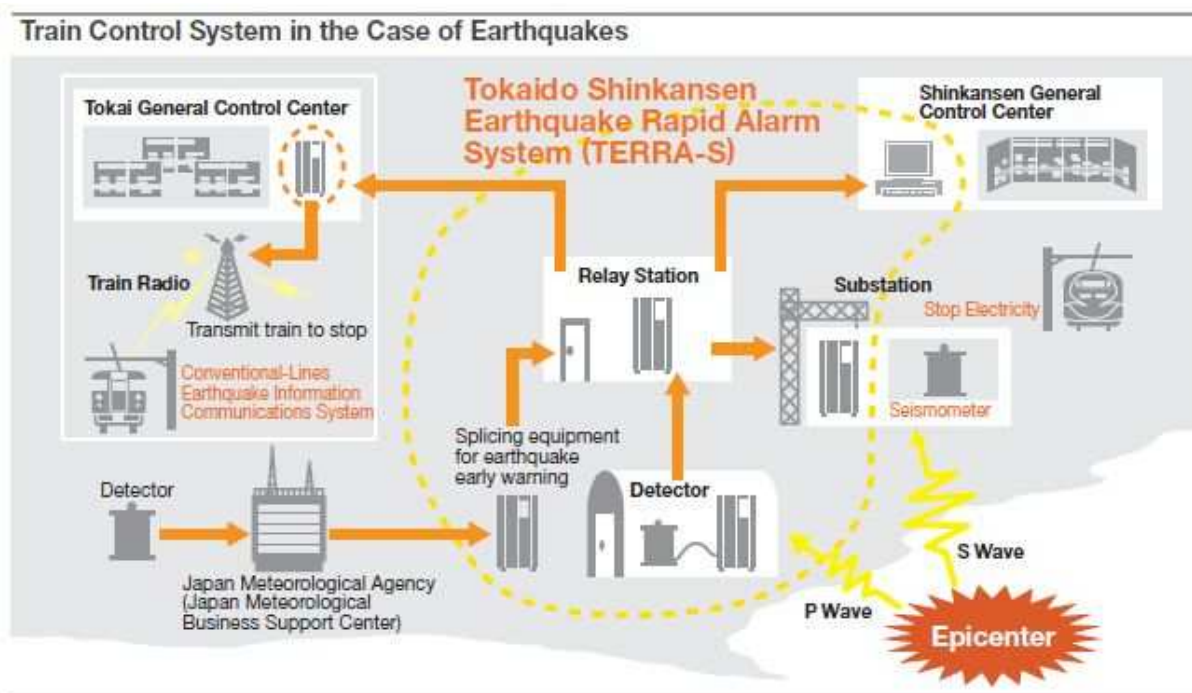 Train Control System in the Case of Earthquakes
Tokai General Control Center
Tokaido Shinkansen
Earthquake Rapid Alarm
System (TERRA-S)
Shinkansen General
Control Center
Train Radio
Transmit train to stop
Conventional-Lines
Earthquake Information
Communications System
Relay Station
Substation
Stop Electricity
Seismometer
Splicing equipment
for earthquake
early warning
Detector
Detector
Japan Meteorological Agency
(Japan Meteorological
Business Support Center)
S Wave
P Wave
Epicenter